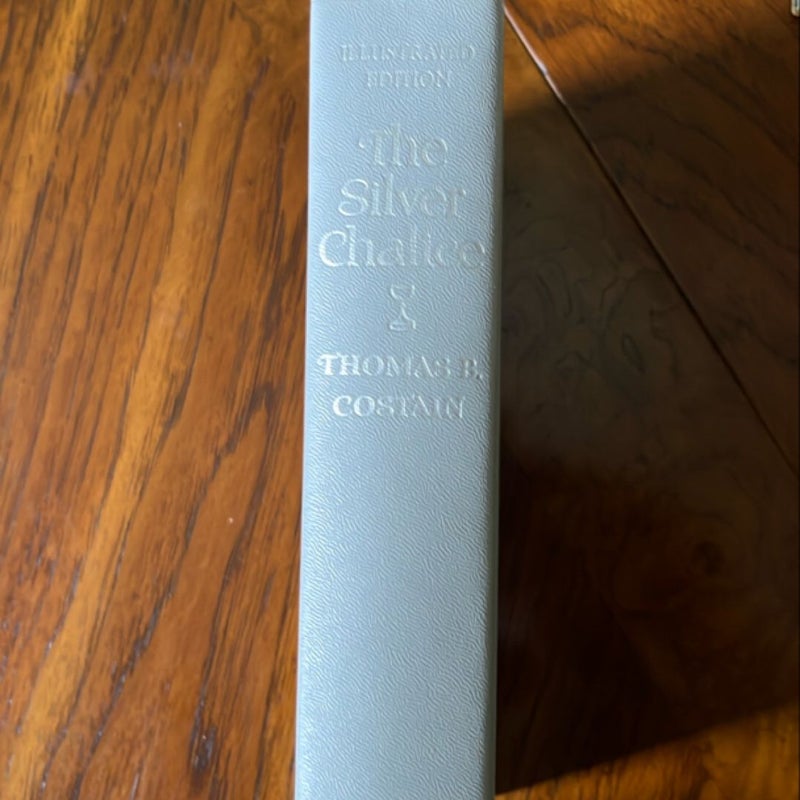 ILLUSTRATED
EDITION
The
Silver
Chalice
THOMAS B.
COSTAIN